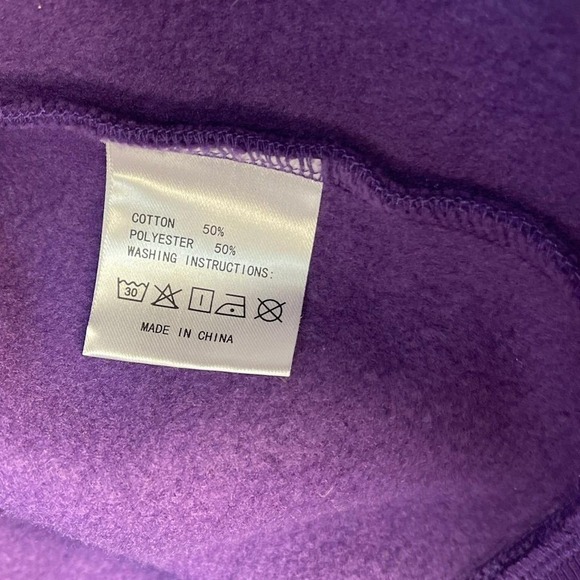 COTTON 50%
POLYESTER 50%
WASHING INSTRUCTIONS:
30
MADE IN CHINA